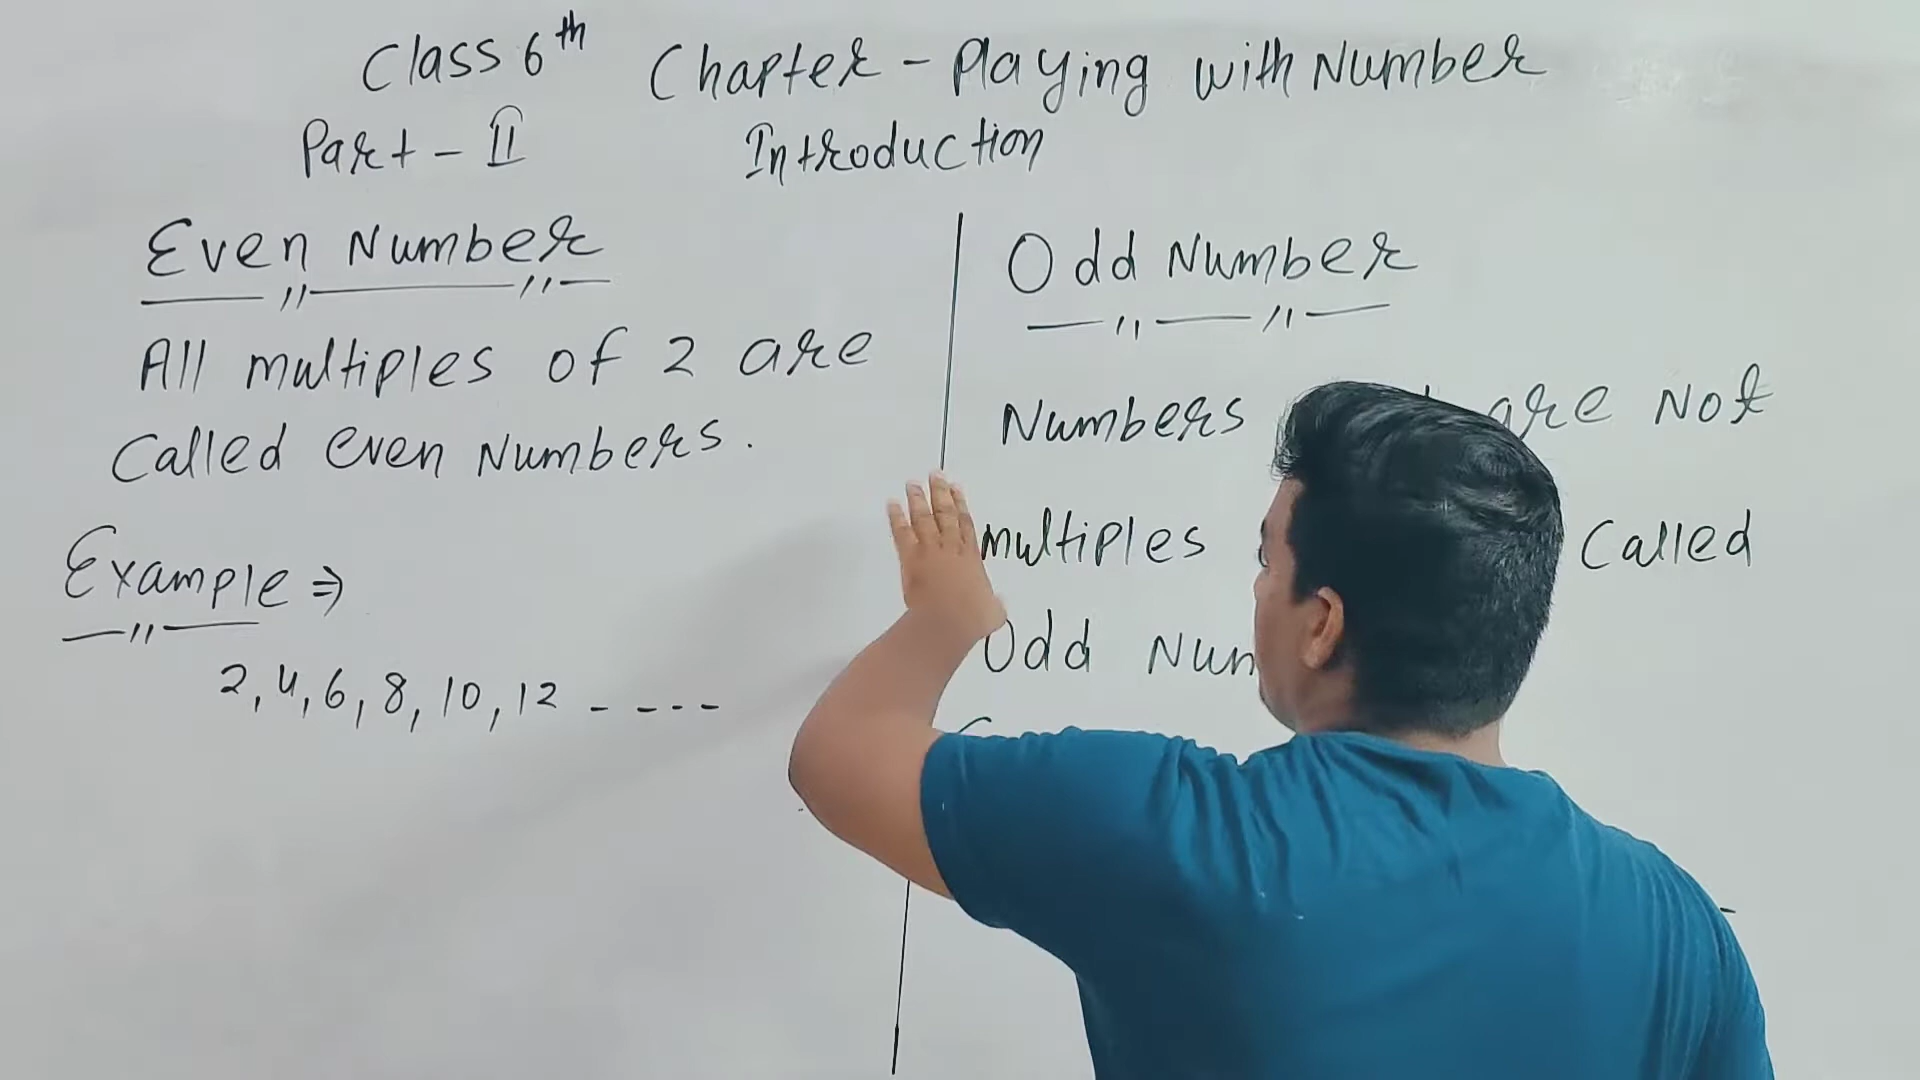 Class 6th Chapter - Playing with Number
Part - II Introduction
Even Number
All multiples of 2 are
Called even Numbers.
Example ⇒
2, 4, 6, 8, 10, 12 - - - -
Odd Number
Numbers are Not
multiples Called
Odd